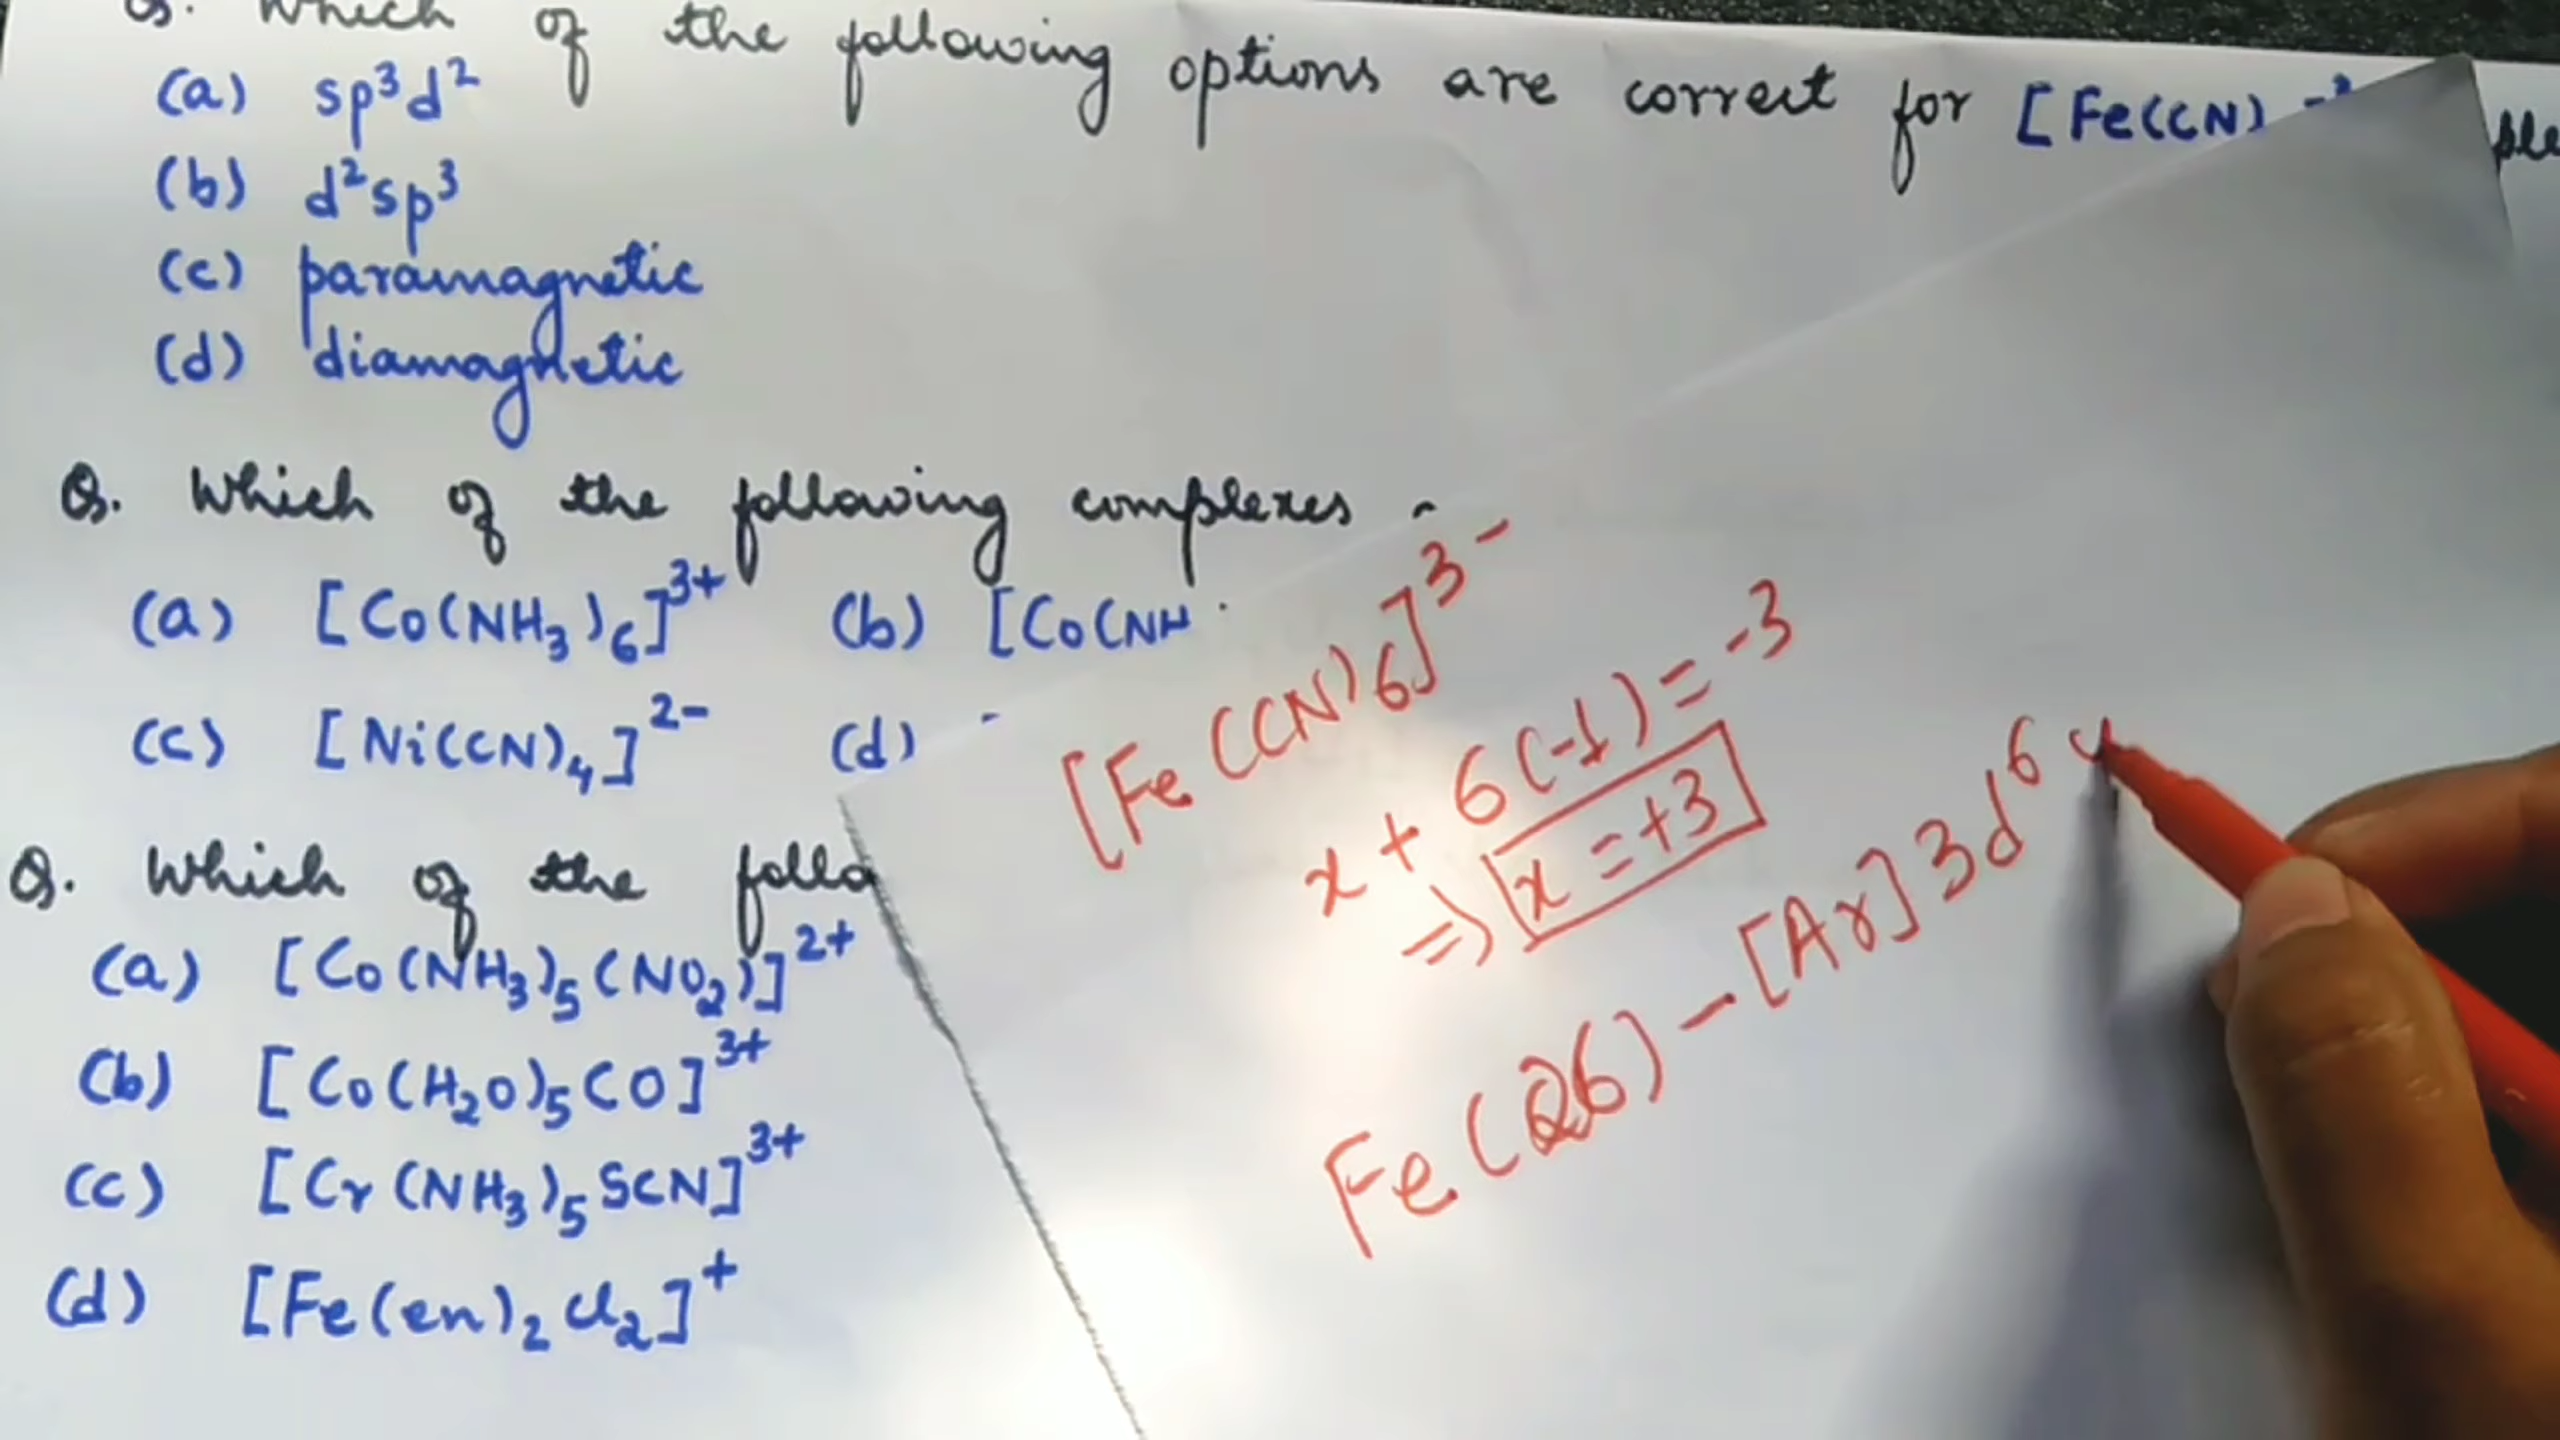 Q. Which of the following options are correct for [Fe(CN)
(a) sp³d²
(b) d²sp³
(c) paramagnetic
(d) diamagnetic
Q. Which of the following complexes
(a) [Co(NH₃)₆]³⁺ (b) [Co(NH
(c) [Ni(CN)₄]²⁻ (d)
Q. Which of the follo
(a) [Co(NH₃)₅(NO₂)]²⁺
(b) [Co(H₂O)₅CO]³⁺
(c) [Cr(NH₃)₅SCN]³⁺
(d) [Fe(en)₂Cl₂]⁺
[Fe(CN)6]³⁻
x + 6(-1) = -3
⇒ x = +3
Fe(26) - [Ar] 3d⁶